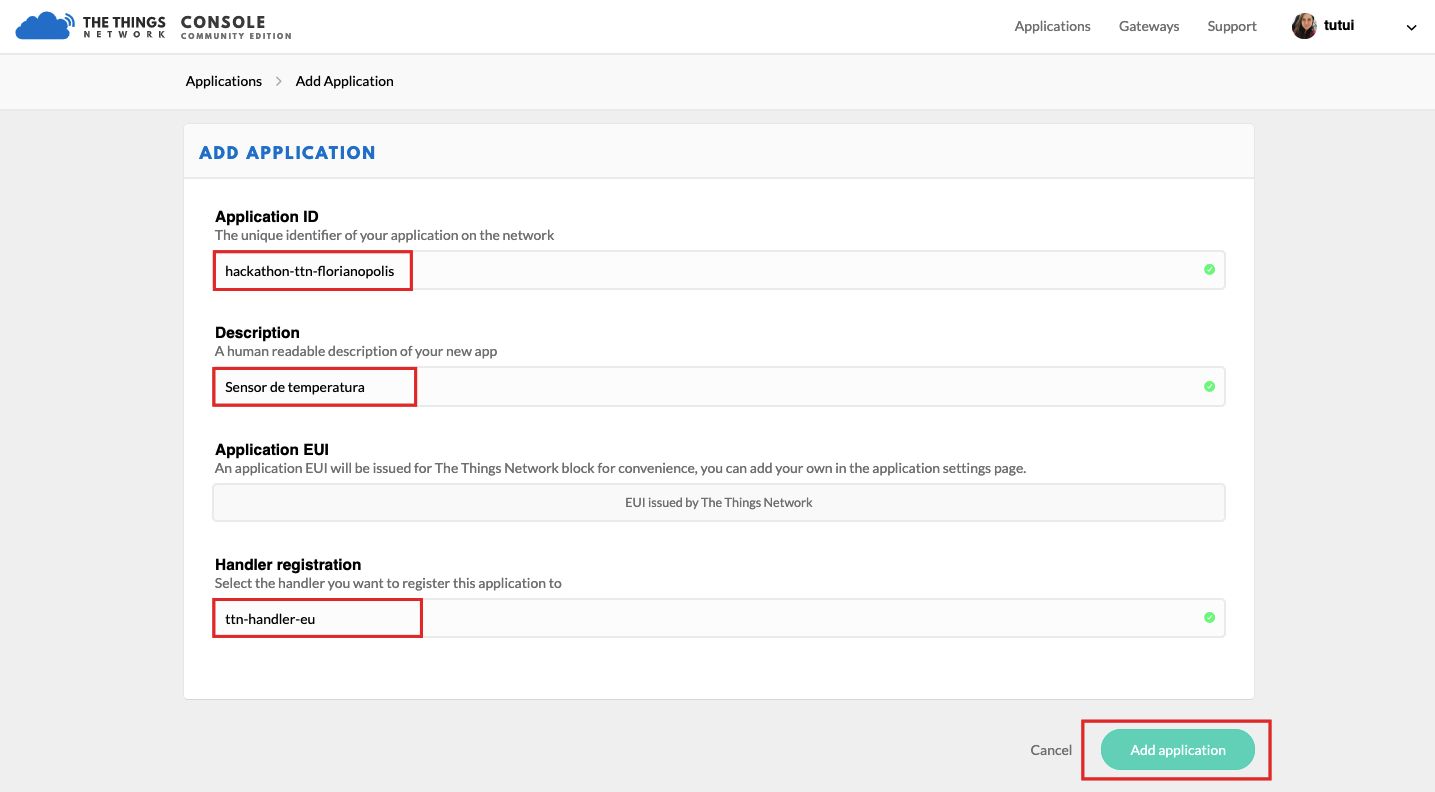 THE THINGS NETWORK CONSOLE COMMUNITY EDITION
Applications Gateways Support tutui
Applications > Add Application
ADD APPLICATION
Application ID
The unique identifier of your application on the network
hackathon-ttn-florianopolis
Description
A human readable description of your new app
Sensor de temperatura
Application EUI
An application EUI will be issued for The Things Network block for convenience, you can add your own in the application settings page.
EUI issued by The Things Network
Handler registration
Select the handler you want to register this application to
ttn-handler-eu
Cancel Add application